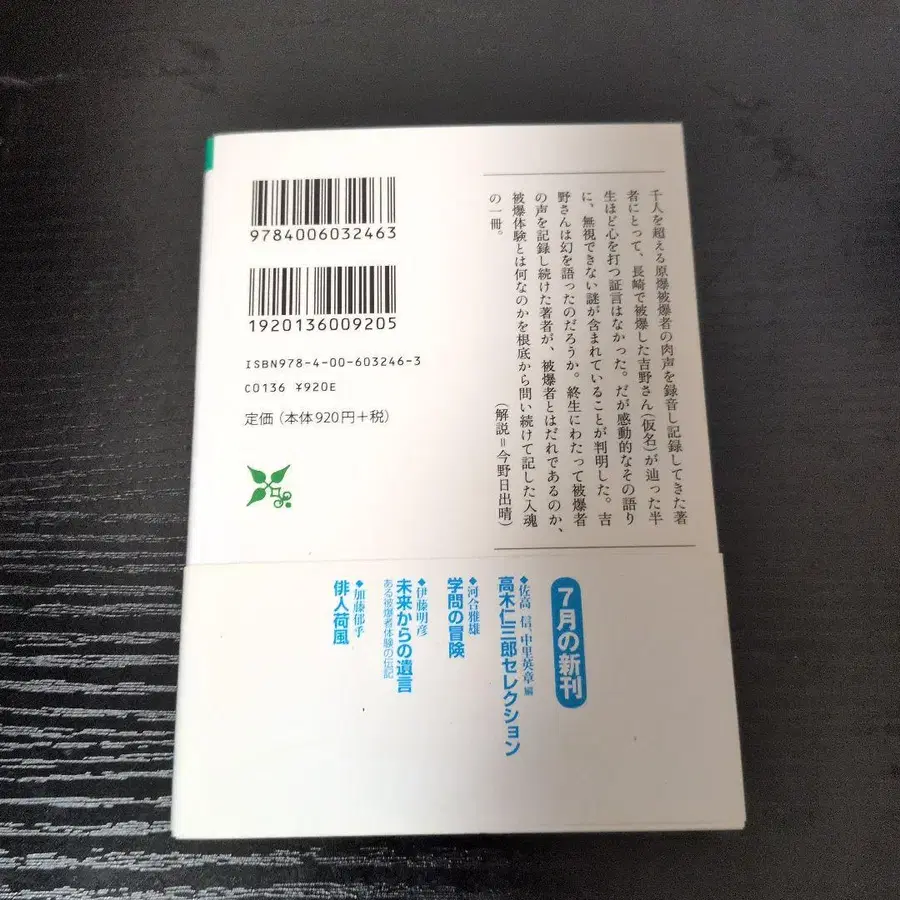 9784006032463
1920136009205
ISBN978-4-00-603246-3
C0136 ¥920E
定価（本体920円＋税）
千人を超える原爆被爆者の肉声を録音し記録してきた著
者にとって、長崎で被爆した吉野さん(仮名)が辿った半
生ほど心を打つ証言はなかった。だが感動的なその語り
に、無視できない謎が含まれていることが判明した。吉
野さんは幻を語ったのだろうか。終生にわたって被爆者
の声を記録し続けた著者が、被爆者とはだれであるのか、
被爆体験とは何なのかを根底から問い続けて記した入魂
の一冊。
（解説＝今野日出晴）
7月の新刊
◆佐高 信、中里英章 編
高木仁三郎セレクション
◆河合雅雄
学問の冒険
◆伊藤明彦
未来からの遺言
ある被爆者体験の伝記
◆加藤郁乎
俳人荷風